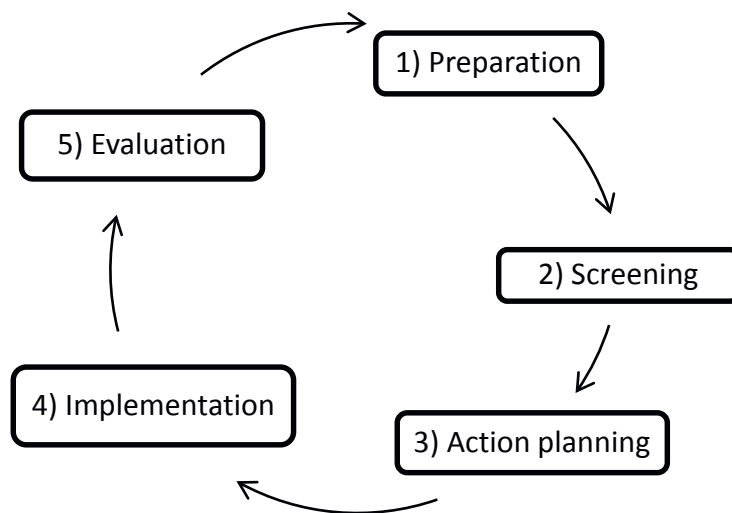 1) Preparation
2) Screening
3) Action planning
4) Implementation
5) Evaluation